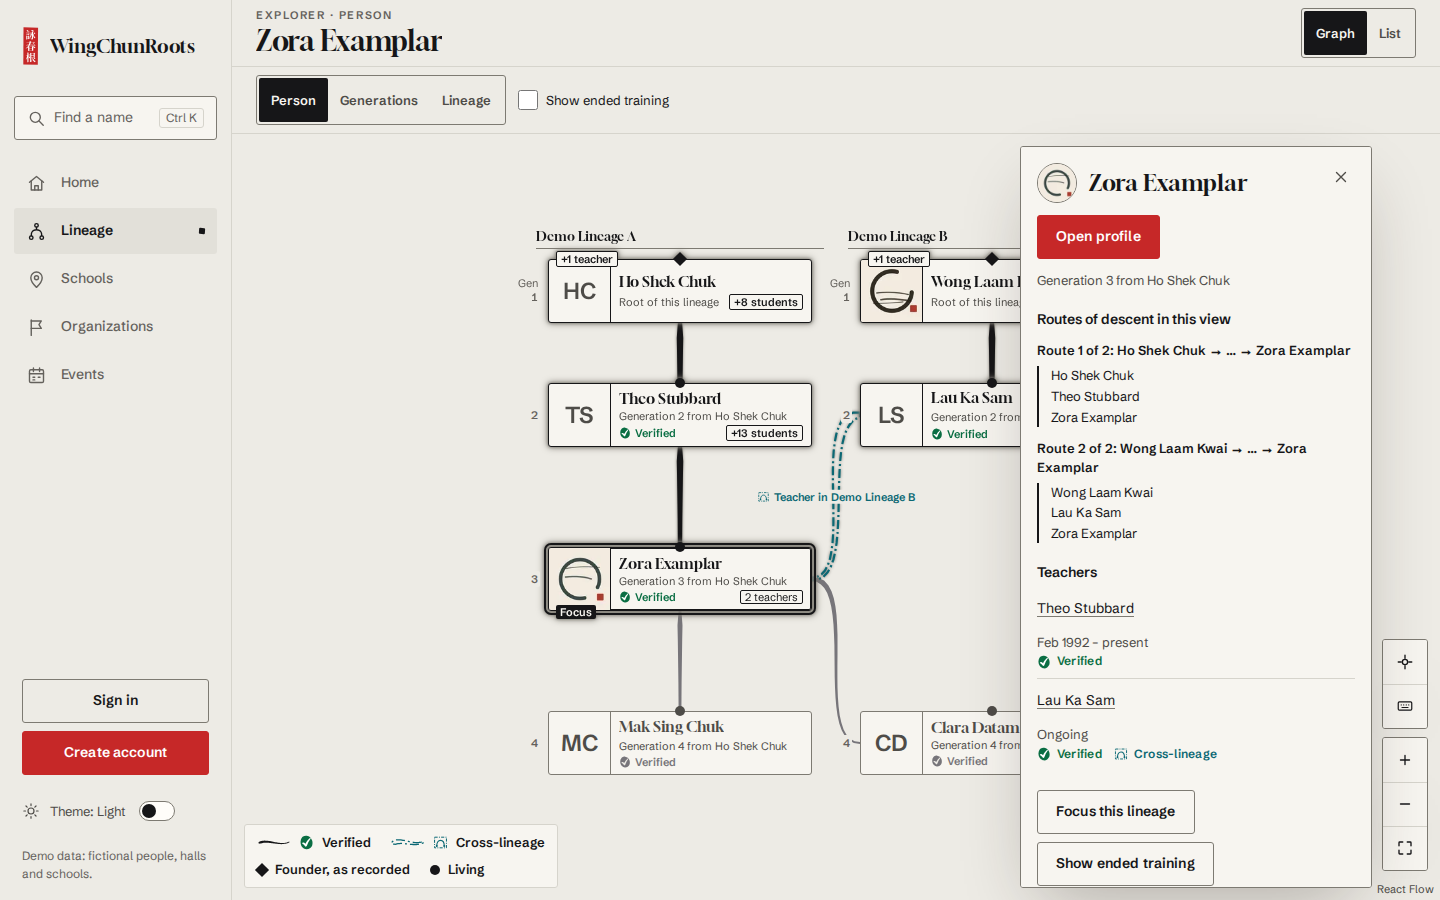 詠春根
WingChunRoots
Find a name
Ctrl K
Home
Lineage
Schools
Organizations
Events
Sign in
Create account
Theme: Light
Demo data: fictional people, halls
and schools.
EXPLORER · PERSON
Zora Examplar
Graph
List
Person
Generations
Lineage
Show ended training
Demo Lineage A
Demo Lineage B
Gen
1
+1 teacher
HC
Ho Shek Chuk
Root of this lineage
+8 students
Gen
1
+1 teacher
Wong Laam
Root of this lineag
2
TS
Theo Stubbard
Generation 2 from Ho Shek Chuk
Verified
+13 students
2
LS
Lau Ka Sam
Generation 2 from
Verified
Teacher in Demo Lineage B
3
Zora Examplar
Generation 3 from Ho Shek Chuk
Verified
2 teachers
Focus
4
MC
Mak Sing Chuk
Generation 4 from Ho Shek Chuk
Verified
4
CD
Clara Datam
Generation 4 from
Verified
Verified
Cross-lineage
Founder, as recorded
Living
Zora Examplar
Open profile
Generation 3 from Ho Shek Chuk
Routes of descent in this view
Route 1 of 2: Ho Shek Chuk → … → Zora Examplar
Ho Shek Chuk
Theo Stubbard
Zora Examplar
Route 2 of 2: Wong Laam Kwai → … → Zora
Examplar
Wong Laam Kwai
Lau Ka Sam
Zora Examplar
Teachers
Theo Stubbard
Feb 1992 – present
Verified
Lau Ka Sam
Ongoing
Verified
Cross-lineage
Focus this lineage
Show ended training
React Flow